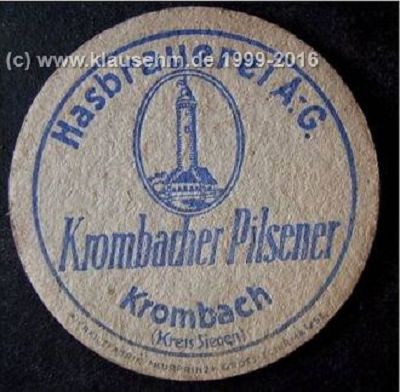 (c) www.klausehm.de 1999-2016
Hasbrauerei A.-G.
Krombacher Pilsener
Krombach
(Kreis Siegen)